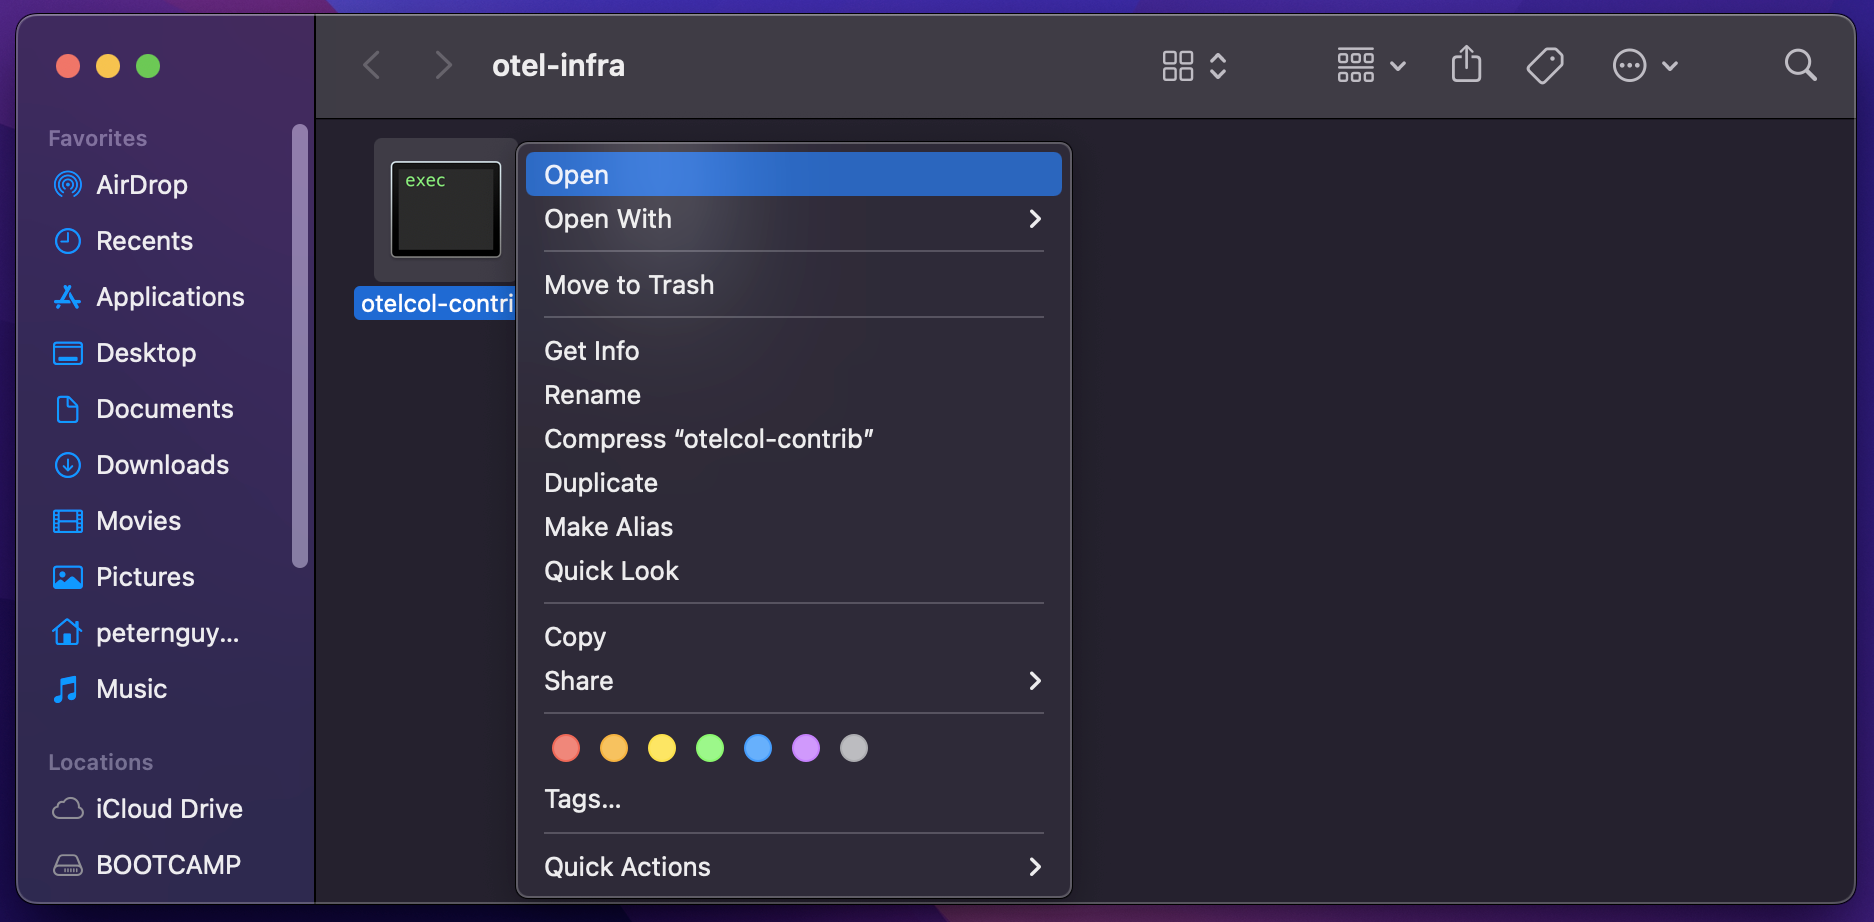 otel-infra
Favorites
AirDrop
Recents
Applications
Desktop
Documents
Downloads
Movies
Pictures
peternguy...
Music
Locations
iCloud Drive
BOOTCAMP
exec
otelcol-contri
Open
Open With
Move to Trash
Get Info
Rename
Compress “otelcol-contrib”
Duplicate
Make Alias
Quick Look
Copy
Share
Tags...
Quick Actions